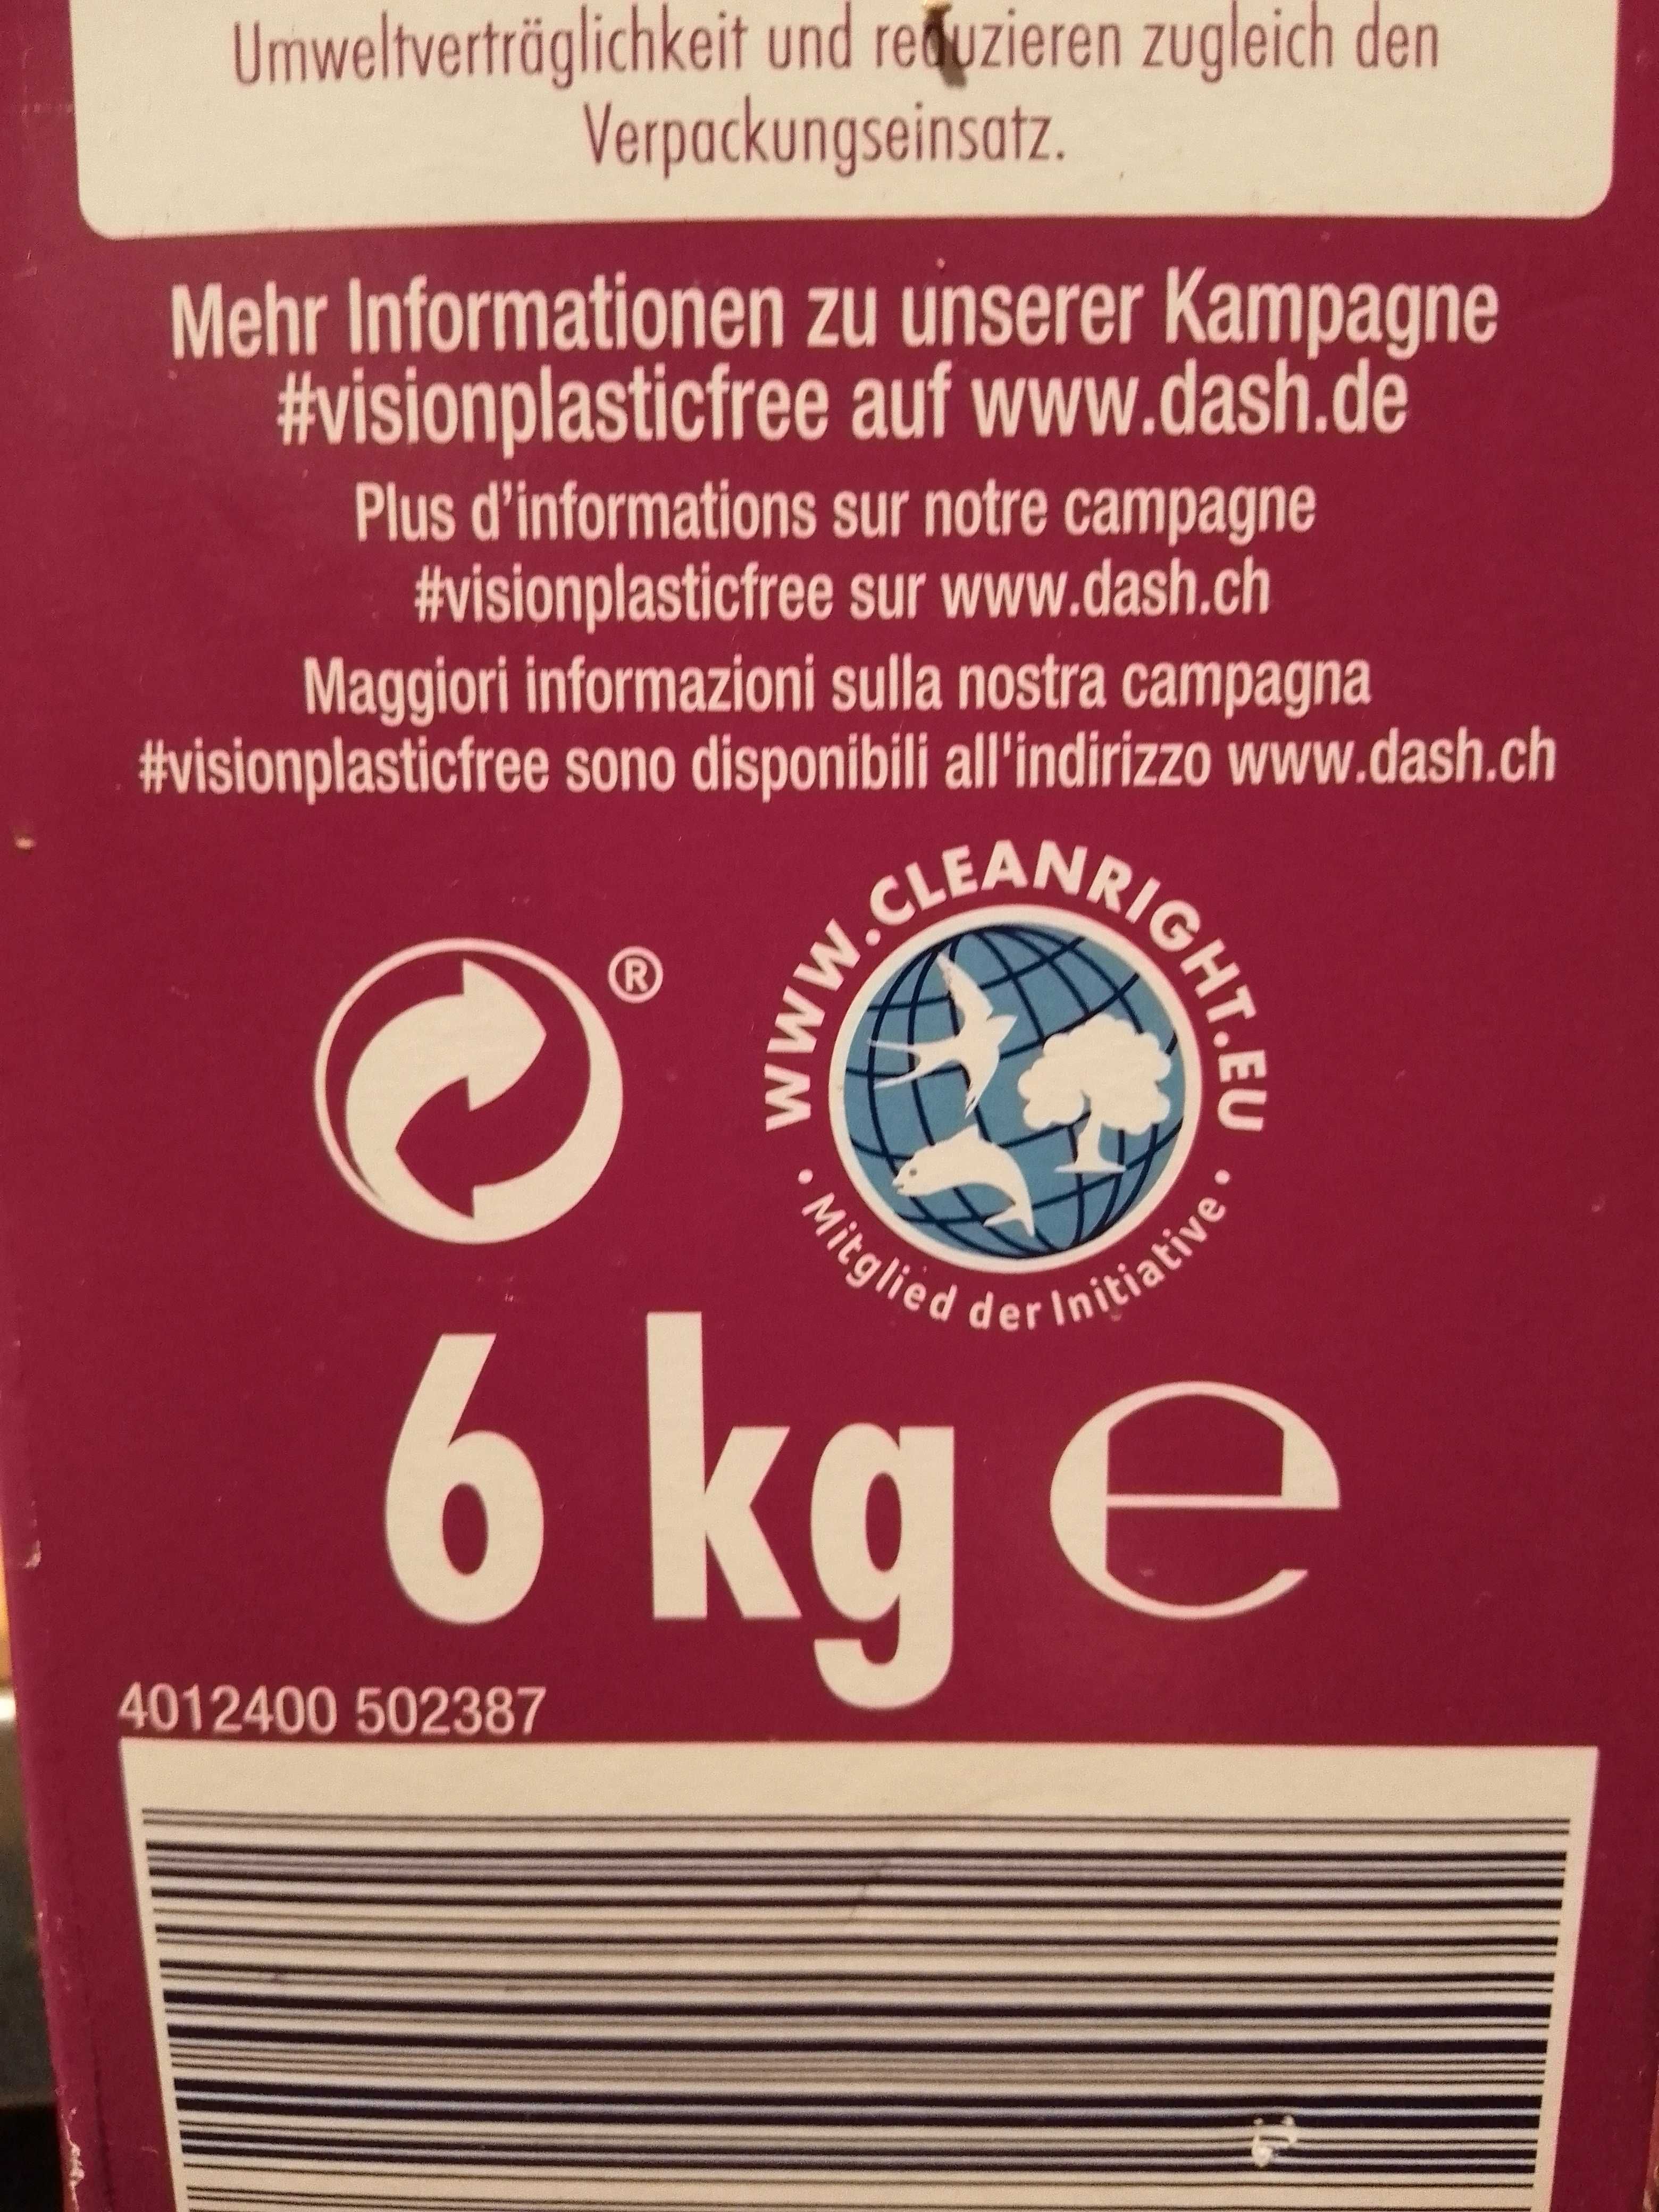 Umweltverträglichkeit und reduzieren zugleich den
Verpackungseinsatz.
Mehr Informationen zu unserer Kampagne
#visionplasticfree auf www.dash.de
Plus d'informations sur notre campagne
#visionplasticfree sur www.dash.ch
Maggiori informazioni sulla nostra campagna
#visionplasticfree sono disponibili all'indirizzo www.dash.ch
®
WWW.CLEANRIGHT.EU
• Mitglied der Initiative •
6 kg e
4012400 502387